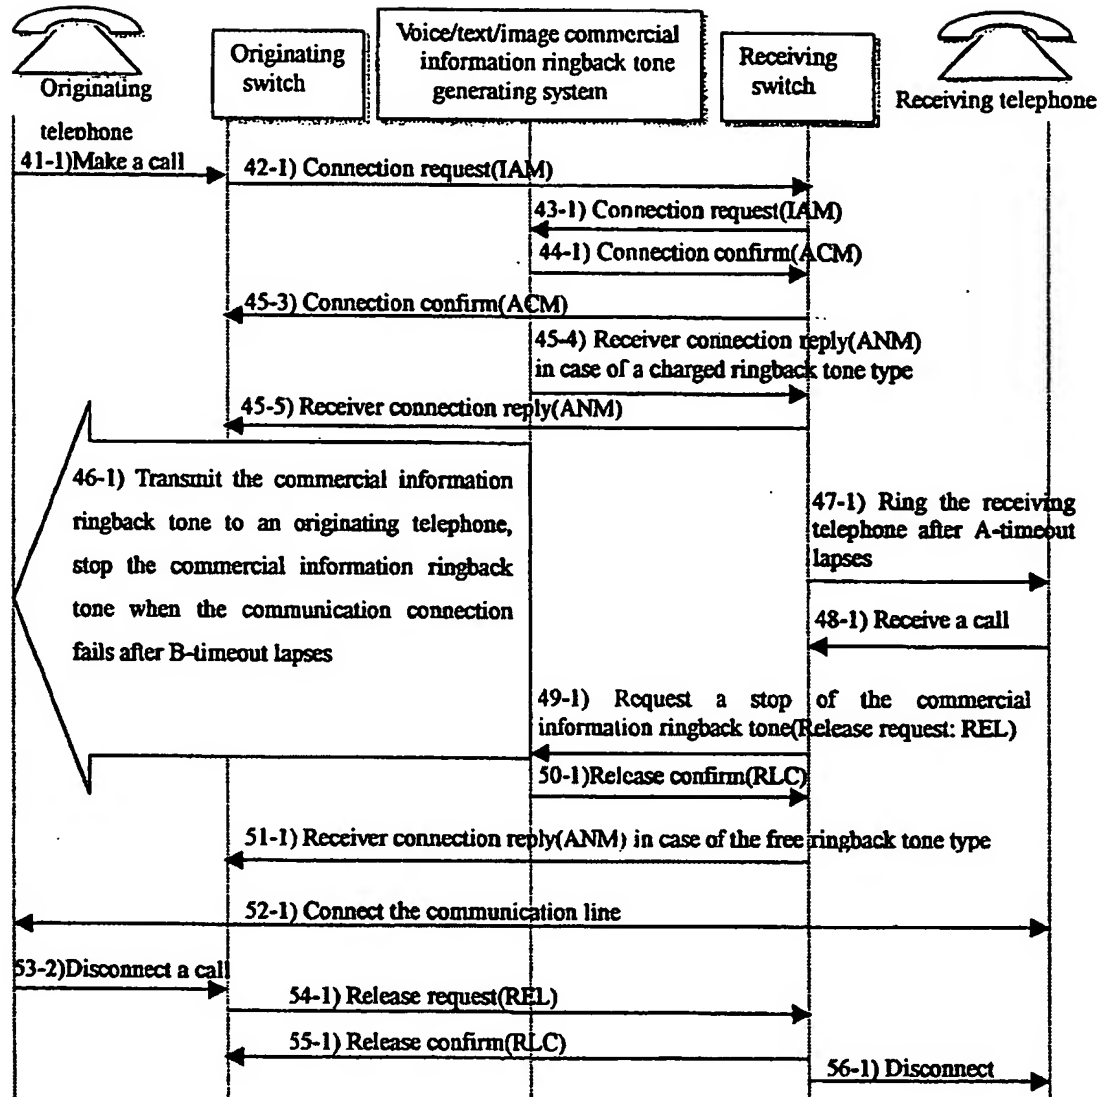 Originating
telephone
Originating
switch
Voice/text/image commercial
information ringback tone
generating system
Receiving
switch
Receiving telephone
41-1)Make a call
42-1) Connection request(IAM)
43-1) Connection request(IAM)
44-1) Connection confirm(ACM)
45-3) Connection confirm(ACM)
45-4) Receiver connection reply(ANM)
in case of a charged ringback tone type
45-5) Receiver connection reply(ANM)
46-1) Transmit the commercial information
ringback tone to an originating telephone,
stop the commercial information ringback
tone when the communication connection
fails after B-timeout lapses
47-1) Ring the receiving
telephone after A-timeout
lapses
48-1) Receive a call
49-1) Request a stop of the commercial
information ringback tone(Release request: REL)
50-1)Release confirm(RLC)
51-1) Receiver connection reply(ANM) in case of the free ringback tone type
52-1) Connect the communication line
53-2)Disconnect a call
54-1) Release request(REL)
55-1) Release confirm(RLC)
56-1) Disconnect